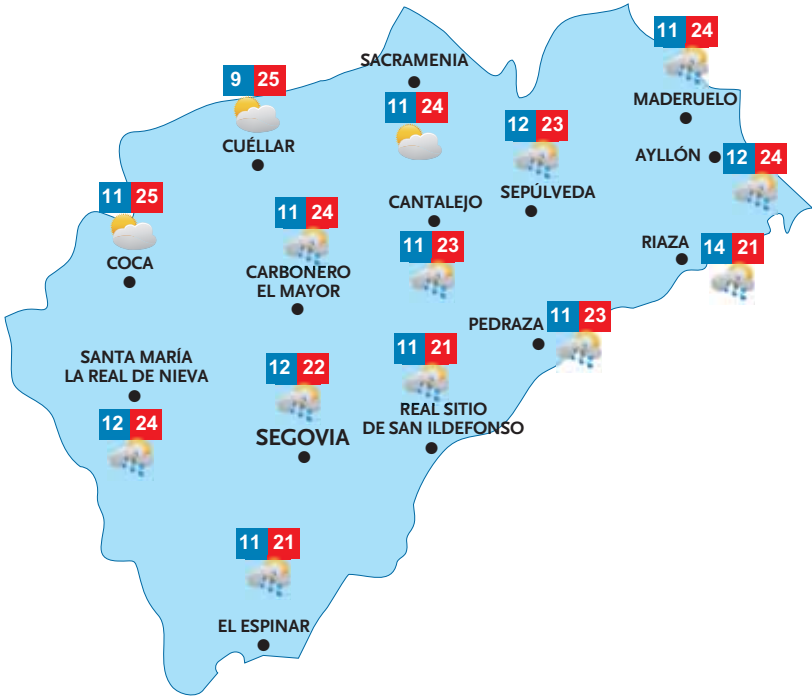 11 24
MADERUELO
SACRAMENIA
11 24
9 25
CUÉLLAR
12 23
SEPÚLVEDA
AYLLÓN
12 24
11 25
COCA
11 24
CARBONERO
EL MAYOR
CANTALEJO
11 23
RIAZA
14 21
PEDRAZA
11 23
SANTA MARÍA
LA REAL DE NIEVA
12 24
12 22
SEGOVIA
11 21
REAL SITIO
DE SAN ILDEFONSO
11 21
EL ESPINAR